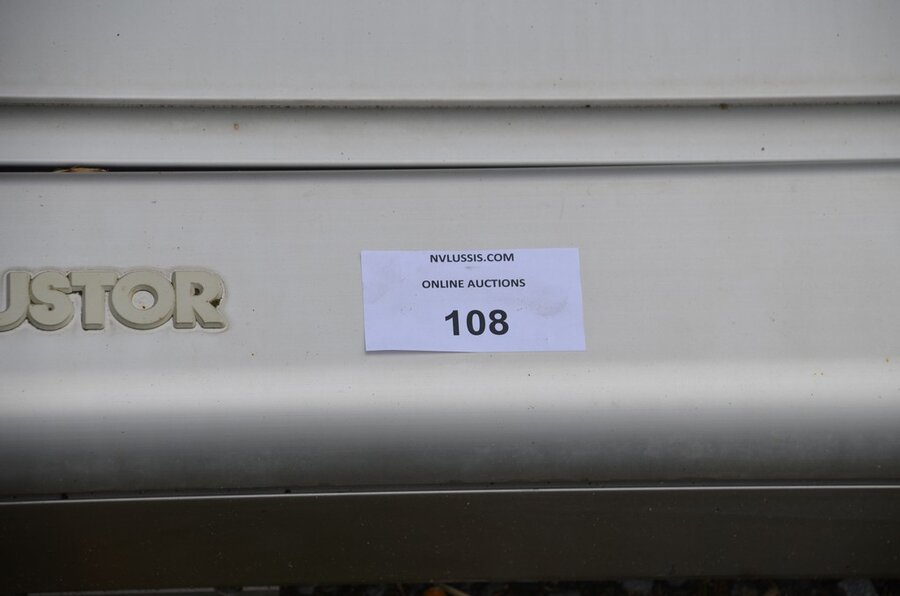 NVLUSSIS.COM
ONLINE AUCTIONS
USTOR
108